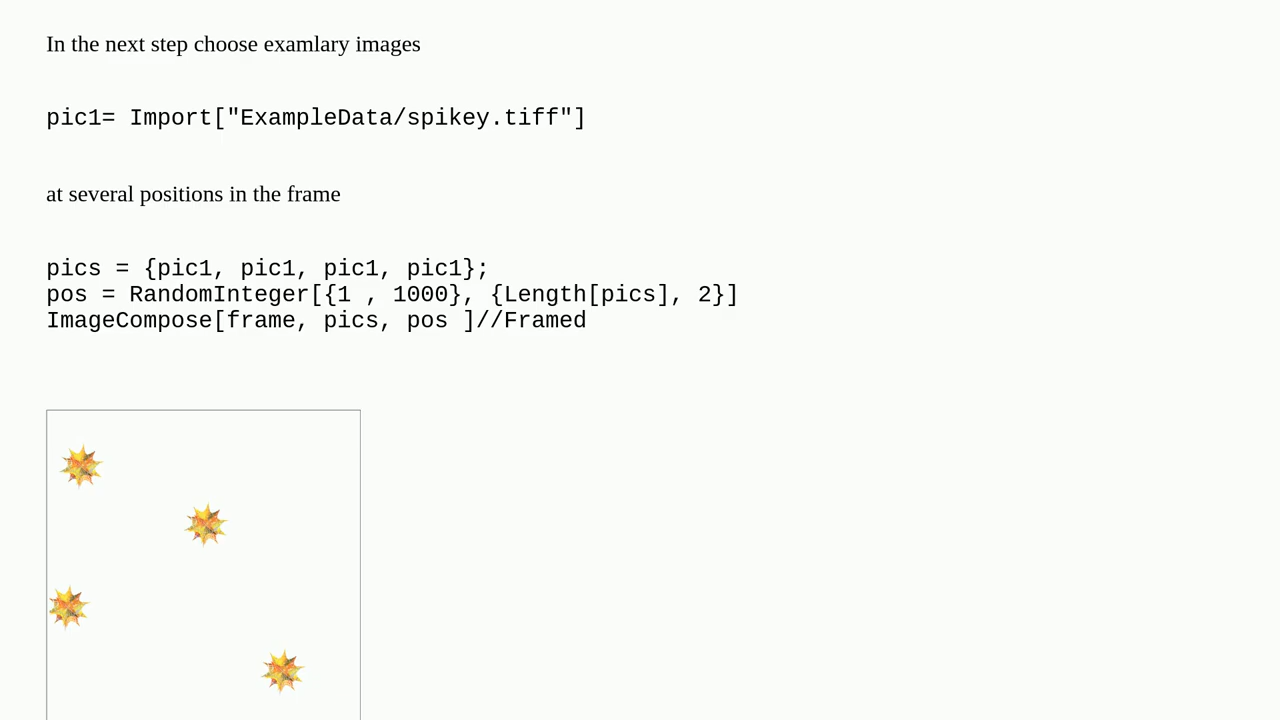 In the next step choose examlary images
pic1= Import["ExampleData/spikey.tiff"]
at several positions in the frame
pics = {pic1, pic1, pic1, pic1};
pos = RandomInteger[{1 , 1000}, {Length[pics], 2}]
ImageCompose[frame, pics, pos ]//Framed